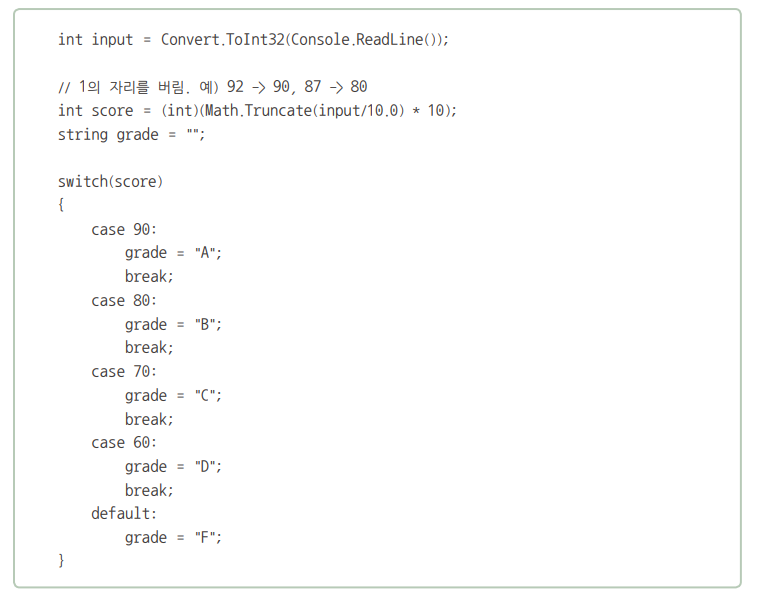 int input = Convert.ToInt32(Console.ReadLine());
// 1의 자리를 버림. 예) 92 -> 90, 87 -> 80
int score = (int)(Math.Truncate(input/10.0) * 10);
string grade = "";
switch(score)
{
case 90:
grade = "A";
break;
case 80:
grade = "B";
break;
case 70:
grade = "C";
break;
case 60:
grade = "D";
break;
default:
grade = "F";
}